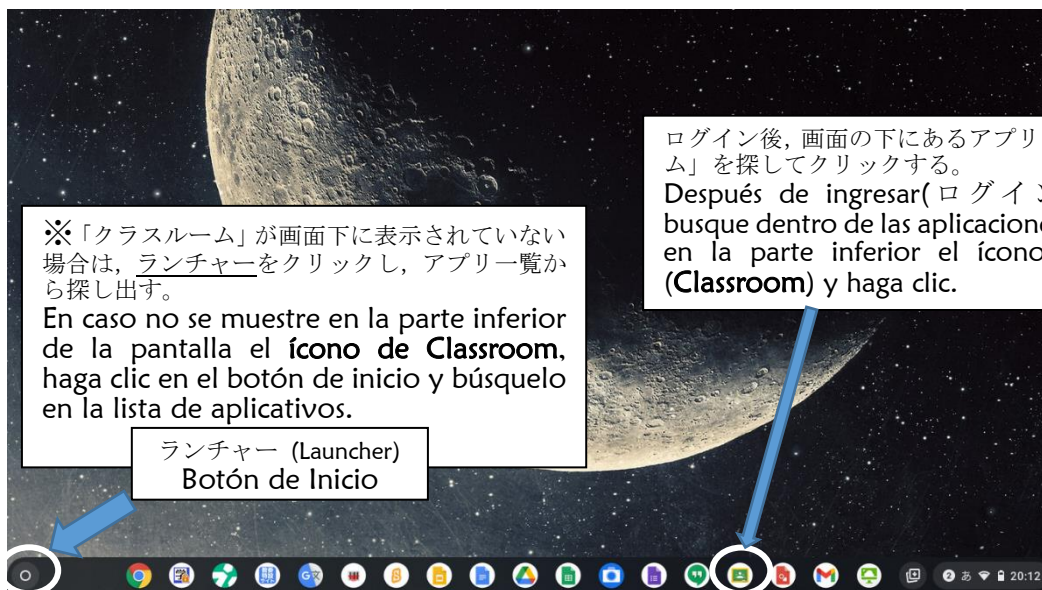 ログイン後，画面の下にあるアプリ
ム」を探してクリックする。
Después de ingresar(ログイン
busque dentro de las aplicacione
en la parte inferior el ícono
(Classroom) y haga clic.
※「クラスルーム」が画面下に表示されていない
場合は，ランチャーをクリックし，アプリ一覧か
ら探し出す。
En caso no se muestre en la parte inferior
de la pantalla el ícono de Classroom,
haga clic en el botón de inicio y búsquelo
en la lista de aplicativos.
ランチャー (Launcher)
Botón de Inicio
2 あ 20:12